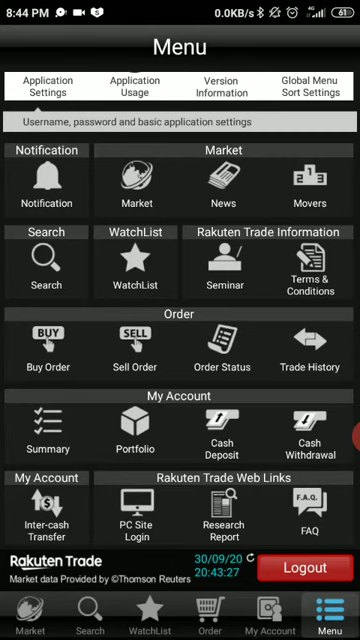 8:44 PM 0.0KB/s 4G 61
Menu
Application Settings
Application Usage
Version Information
Global Menu Sort Settings
Username, password and basic application settings
Notification
Market
Notification
Market
News
1 2 3
Movers
Search
WatchList
Rakuten Trade Information
Search
WatchList
Seminar
Terms & Conditions
Order
BUY
SELL
Buy Order
Sell Order
Order Status
Trade History
My Account
Summary
Portfolio
Cash Deposit
Cash Withdrawal
My Account
Rakuten Trade Web Links
$
F.A.Q.
Inter-cash Transfer
PC Site Login
Research Report
FAQ
Rakuten Trade
Market data Provided by ©Thomson Reuters
30/09/20
20:43:27
Logout
Market
Search
WatchList
Order
My Account
Menu